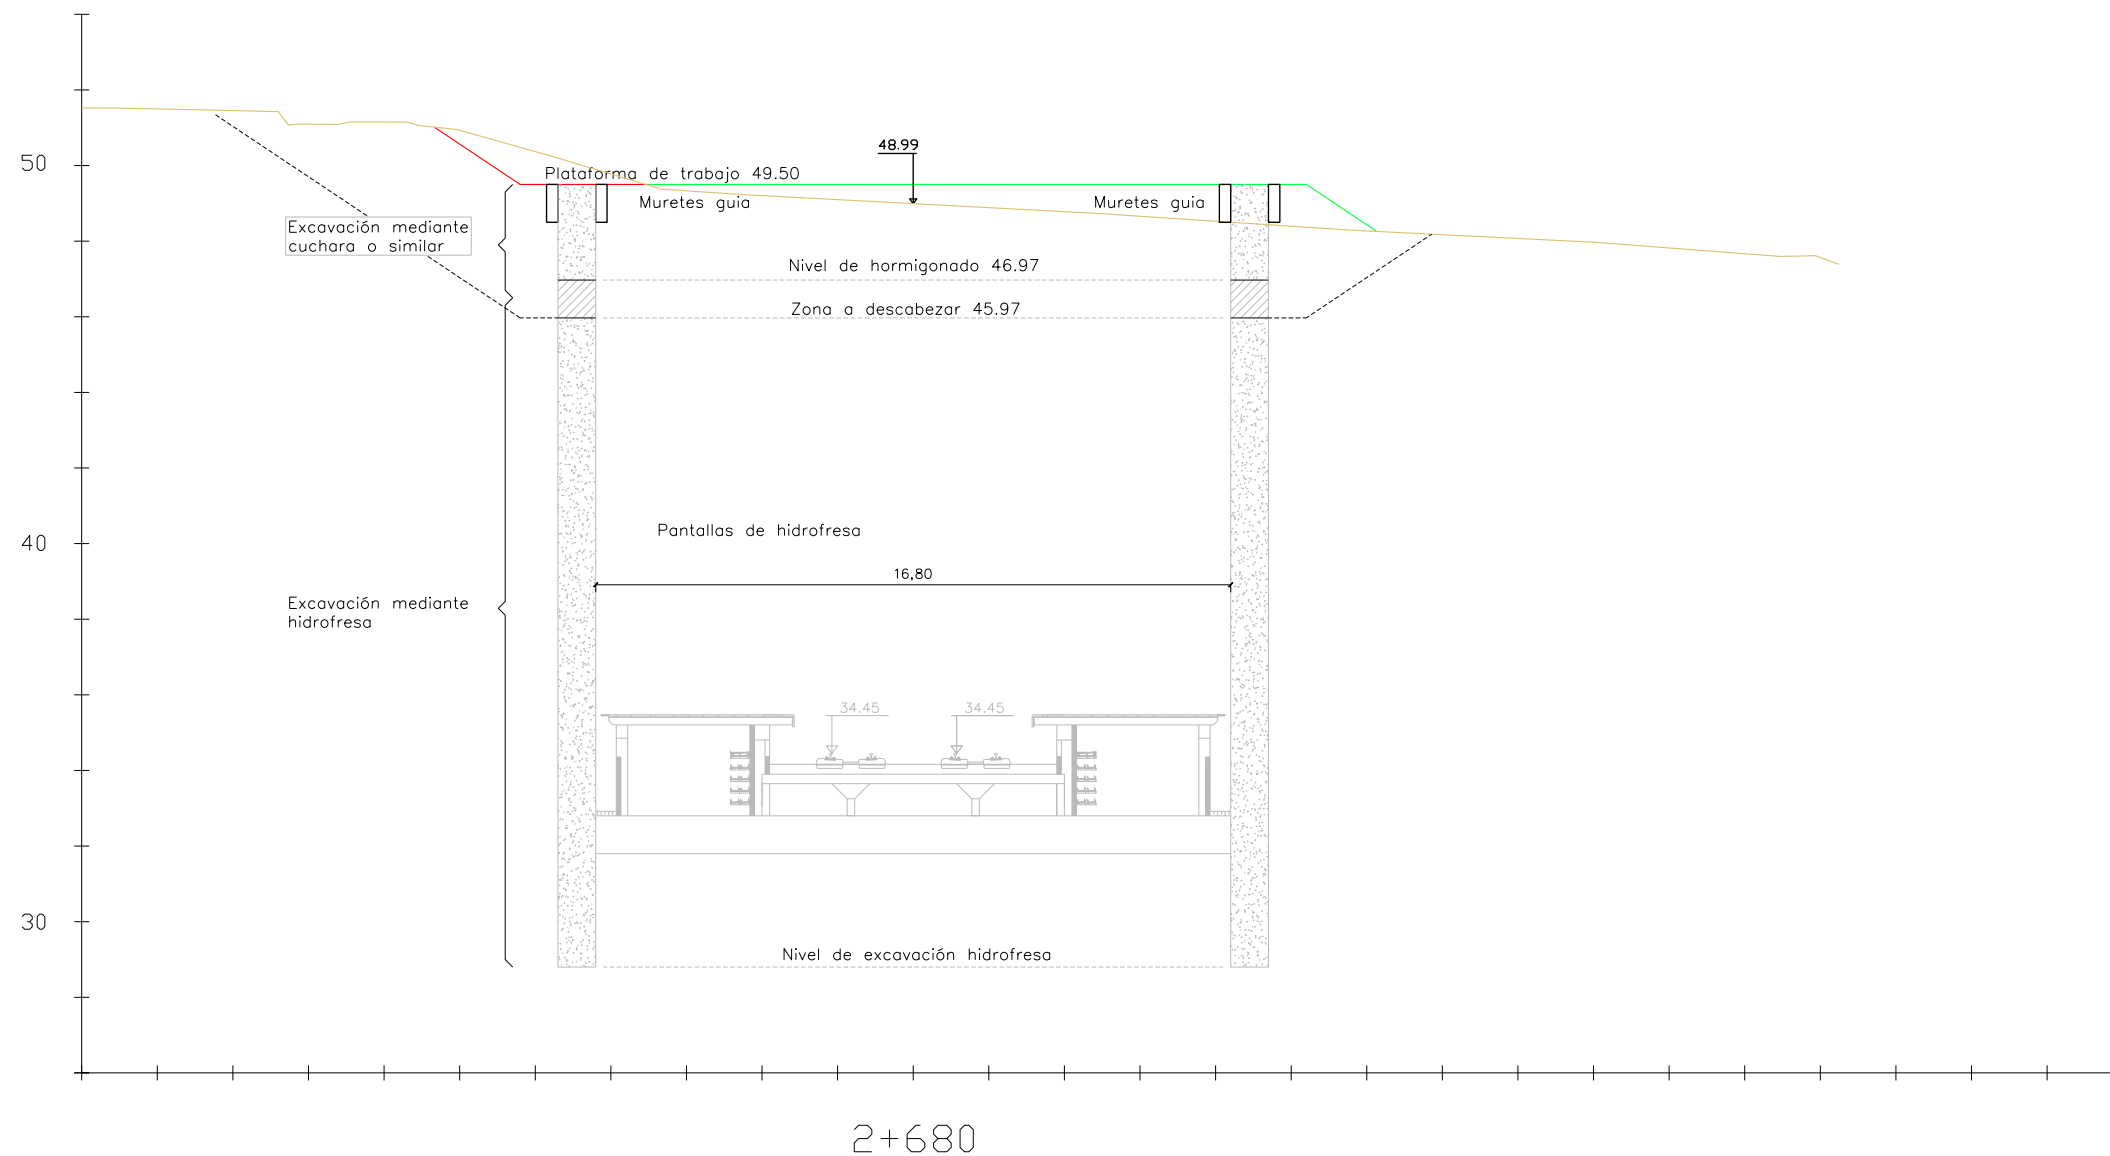 48.99
50
Plataforma de trabajo 49.50
Muretes guia
Muretes guia
Excavación mediante
cuchara o similar
Nivel de hormigonado 46.97
Zona a descabezar 45.97
Pantallas de hidrofresa
40
16,80
Excavación mediante
hidrofresa
34.45
34.45
30
Nivel de excavación hidrofresa
2+680